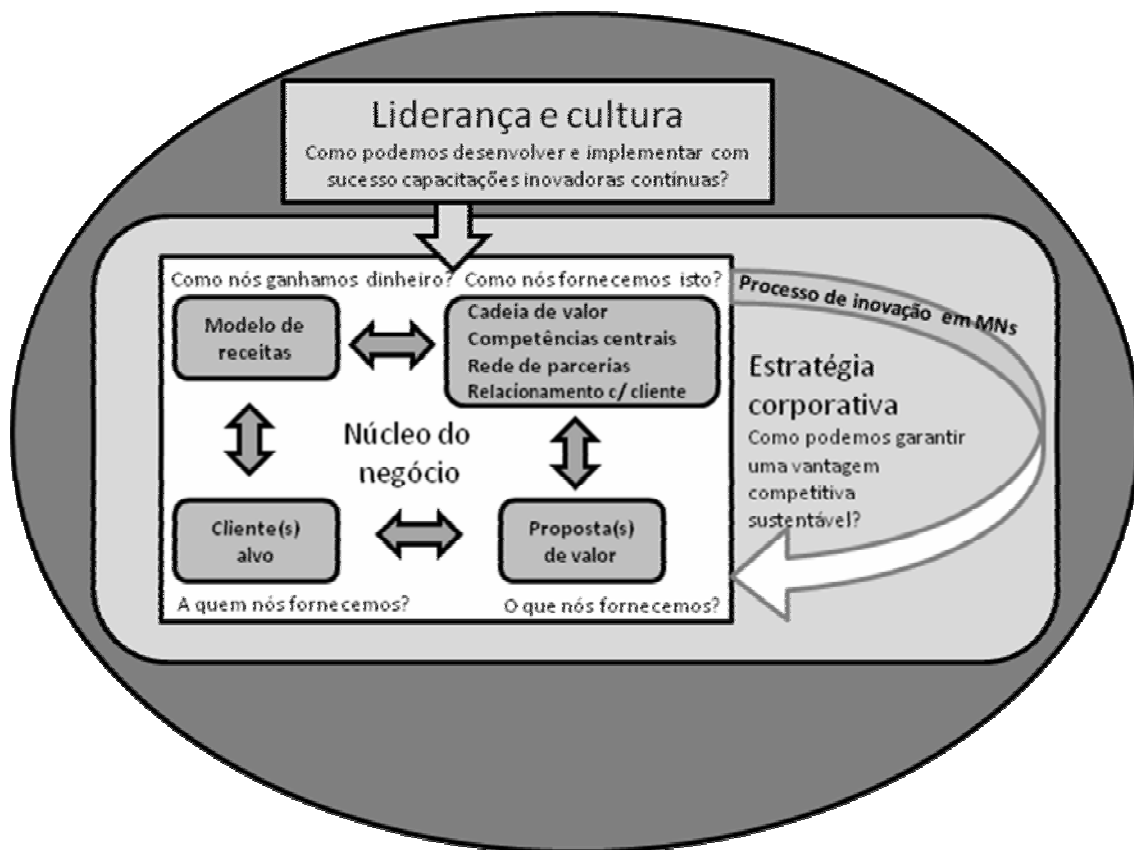 Liderança e cultura
Como podemos desenvolver e implementar com
sucesso capacitações inovadoras contínuas?
Como nós ganhamos dinheiro?
Como nós fornecemos isto?
Modelo de
receitas
Cadeia de valor
Competências centrais
Rede de parcerias
Relacionamento c/ cliente
Processo de inovação em MNs
Núcleo do
negócio
Estratégia
corporativa
Como podemos garantir
uma vantagem
competitiva
sustentável?
Cliente(s)
alvo
Proposta(s)
de valor
A quem nós fornecemos?
O que nós fornecemos?